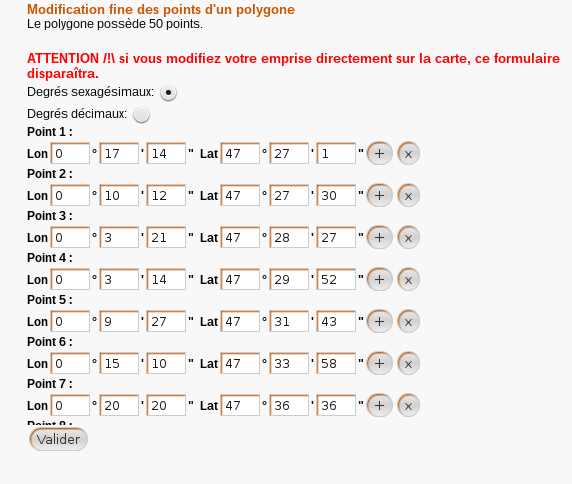 Modification fine des points d'un polygone
Le polygone possède 50 points.
ATTENTION /!\ si vous modifiez votre emprise directement sur la carte, ce formulaire
disparaîtra.
Degrés sexagésimaux:
Degrés décimaux:
Point 1 :
Lon 0 ° 17 ' 14 " Lat 47 ° 27 ' 1 " + x
Point 2 :
Lon 0 ° 10 ' 12 " Lat 47 ° 27 ' 30 " + x
Point 3 :
Lon 0 ° 3 ' 21 " Lat 47 ° 28 ' 27 " + x
Point 4 :
Lon 0 ° 3 ' 14 " Lat 47 ° 29 ' 52 " + x
Point 5 :
Lon 0 ° 9 ' 27 " Lat 47 ° 31 ' 43 " + x
Point 6 :
Lon 0 ° 15 ' 10 " Lat 47 ° 33 ' 58 " + x
Point 7 :
Lon 0 ° 20 ' 20 " Lat 47 ° 36 ' 36 " + x
Point 8 :
Valider